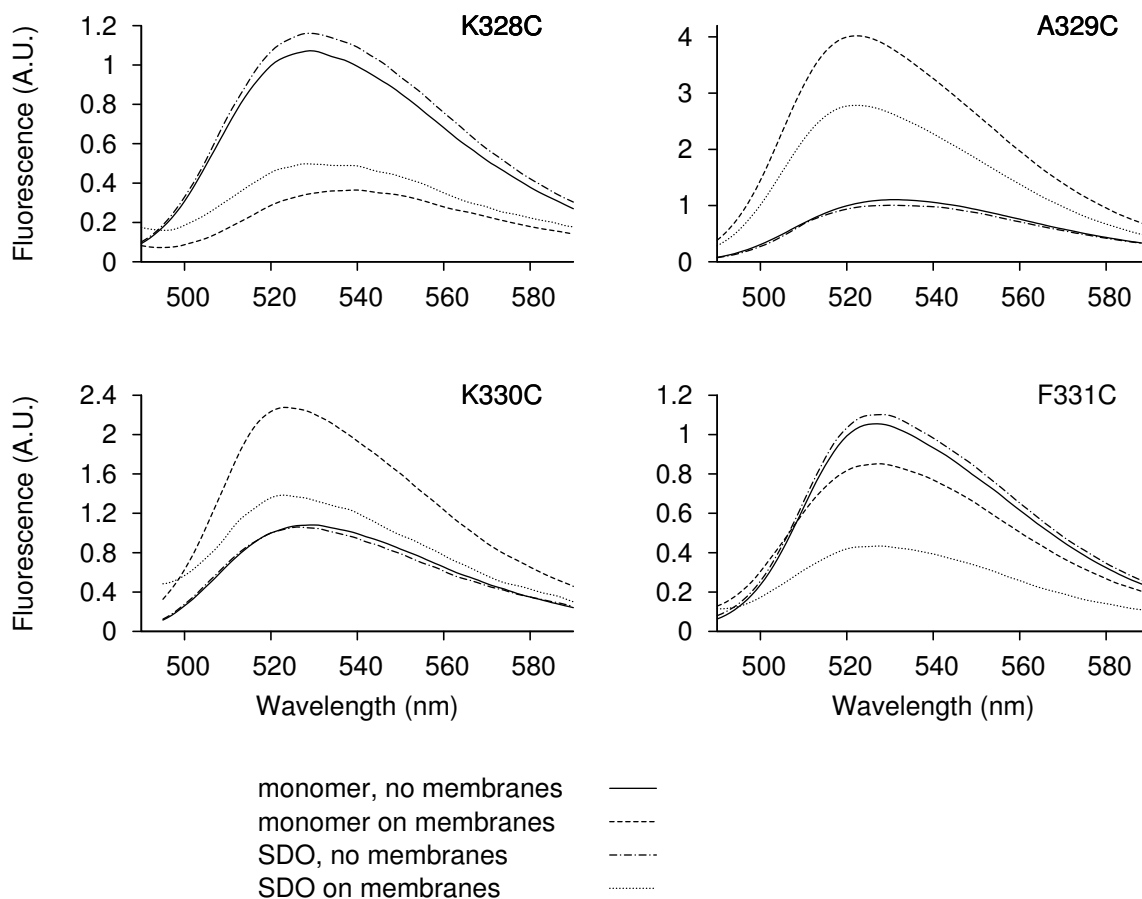 K328C
Fluorescence (A.U.)
1.2
1
0.8
0.6
0.4
0.2
0
500 520 540 560 580
A329C
4
3
2
1
0
500 520 540 560 580
K330C
Fluorescence (A.U.)
2.4
2
1.6
1.2
0.8
0.4
0
500 520 540 560 580
Wavelength (nm)
F331C
1.2
1
0.8
0.6
0.4
0.2
0
500 520 540 560 580
Wavelength (nm)
monomer, no membranes
monomer on membranes
SDO, no membranes
SDO on membranes